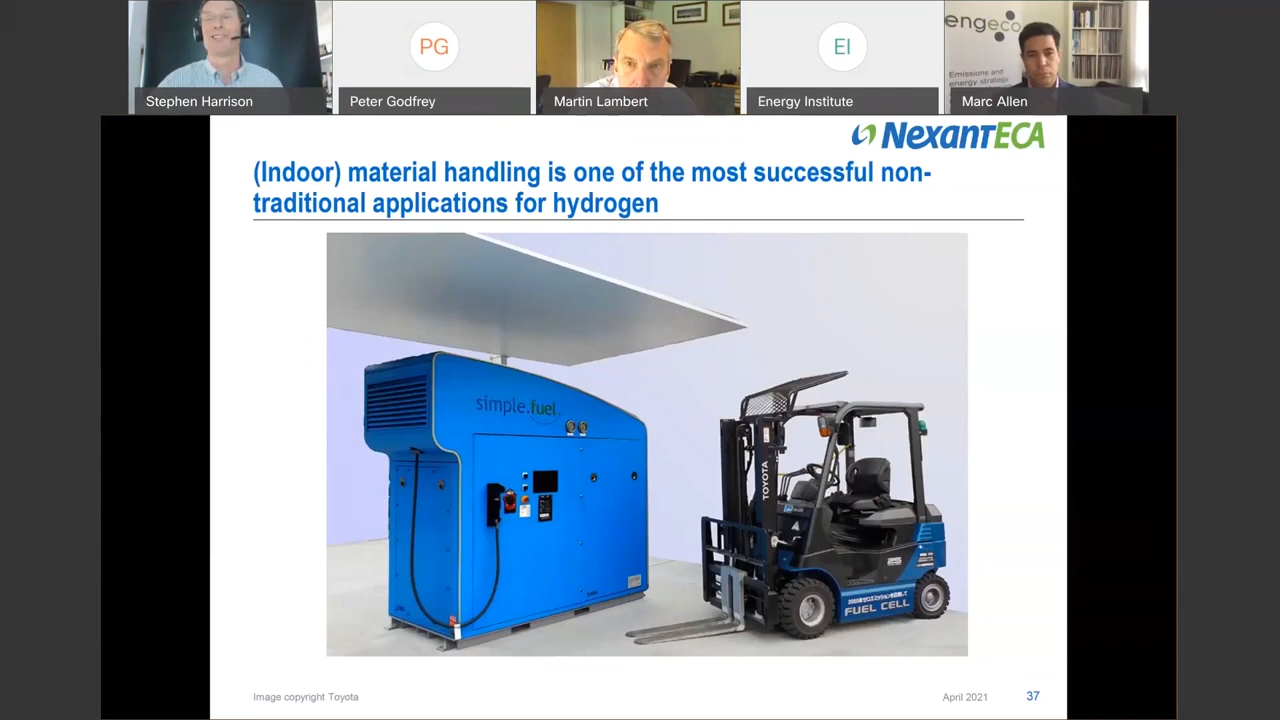 PG
EI
engeco
Emissions and
energy strategy
Stephen Harrison
Peter Godfrey
Martin Lambert
Energy Institute
Marc Allen
NexantECA
(Indoor) material handling is one of the most successful non-
traditional applications for hydrogen
simple.fuel.
TOYOTA
FUEL CELL
Image copyright Toyota
April 2021
37